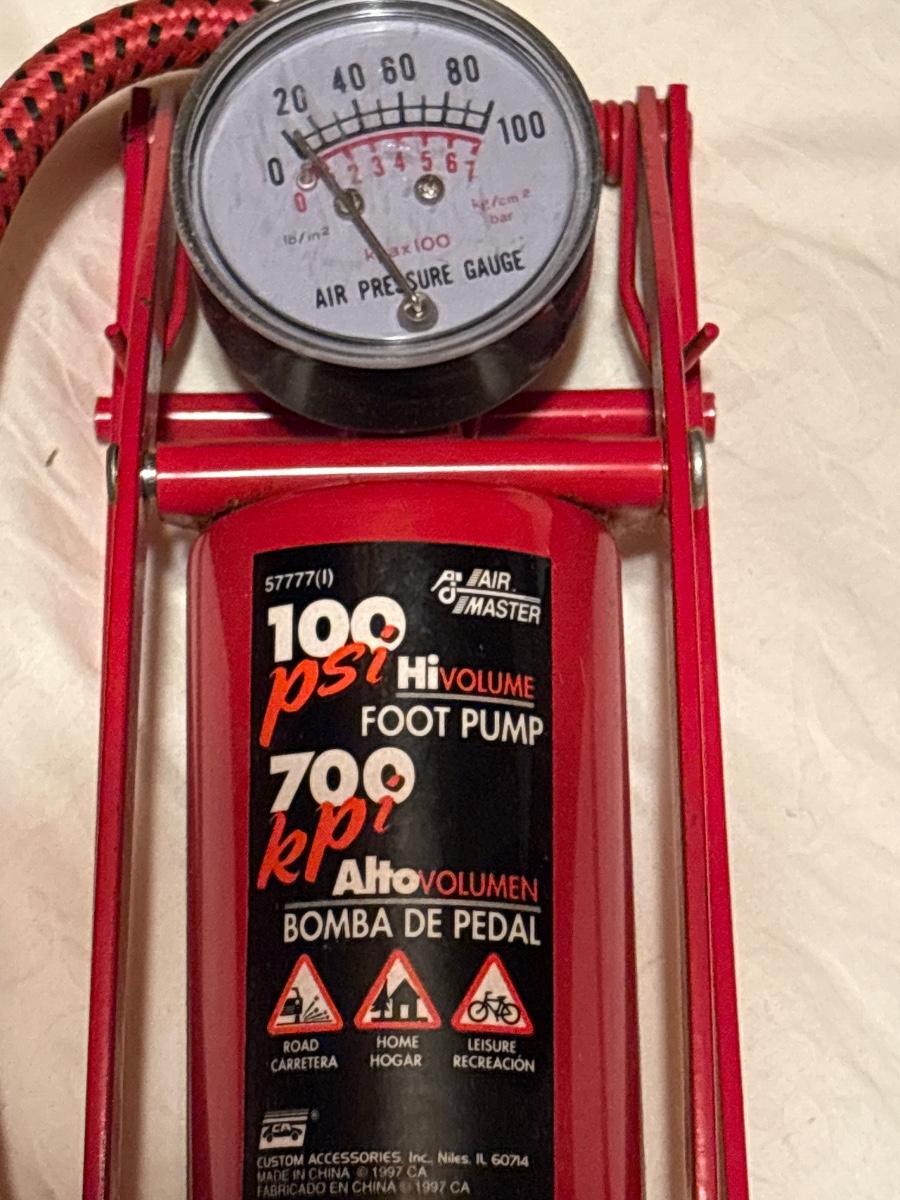 20 40 60 80
0 100
0 1 2 3 4 5 6 7
lb/in²
kg/cm²
bar
kPax100
AIR PRESSURE GAUGE
57777(I)
AIR
MASTER
100
psi
HiVOLUME
FOOT PUMP
700
kpi
AltoVOLUMEN
BOMBA DE PEDAL
ROAD
CARRETERA
HOME
HOGAR
LEISURE
RECREACIÓN
CA
®
CUSTOM ACCESSORIES, Inc., Niles, IL 60714
MADE IN CHINA © 1997 CA
FABRICADO EN CHINA © 1997 CA